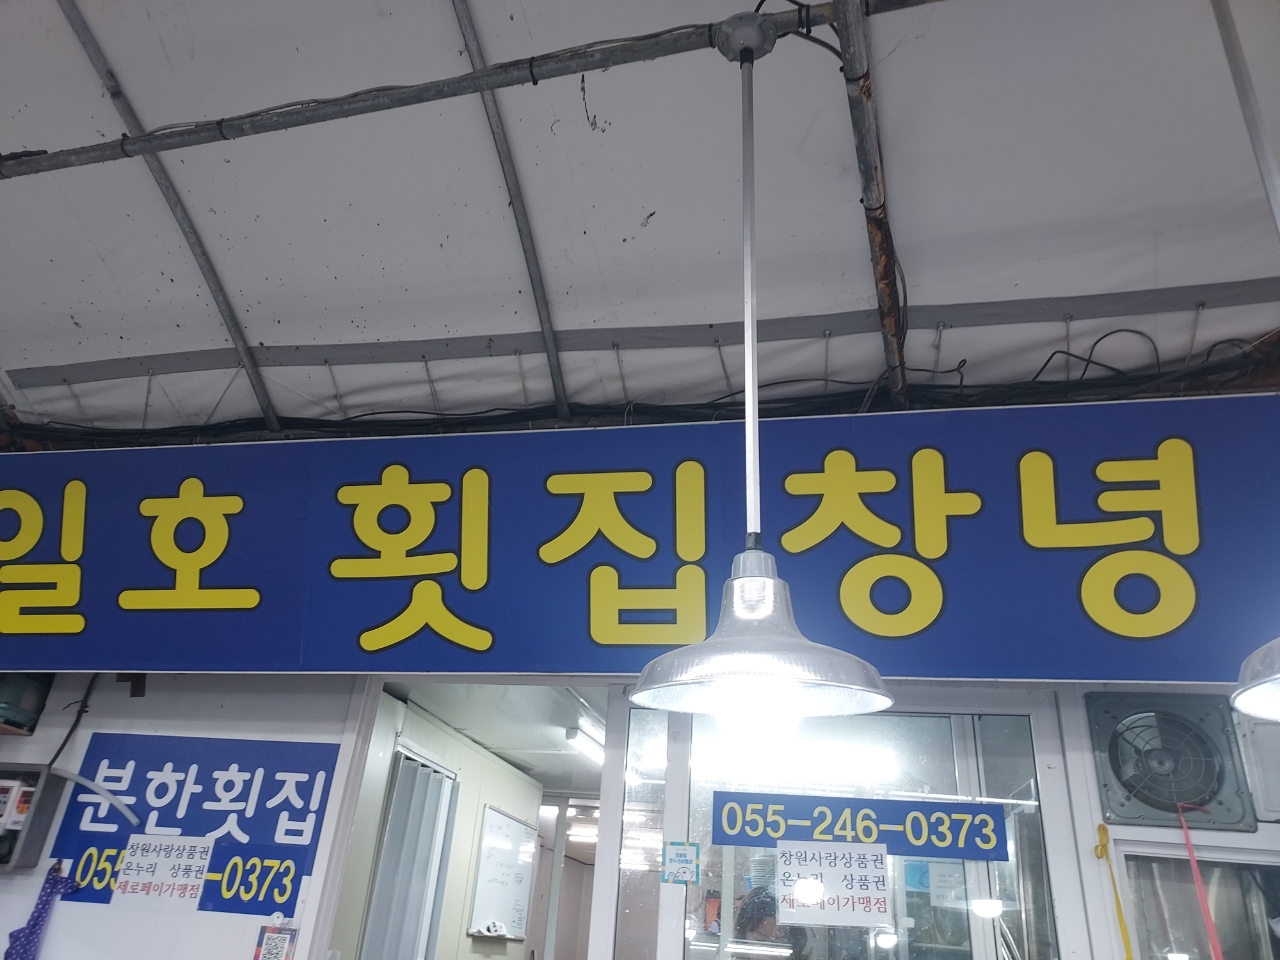 일호 횟집 창녕
분한횟집
055 -0373
창원사랑상품권
온누리 상품권
제로페이가맹점
055-246-0373
창원사랑상품권
온누리 상품권
제로페이가맹점